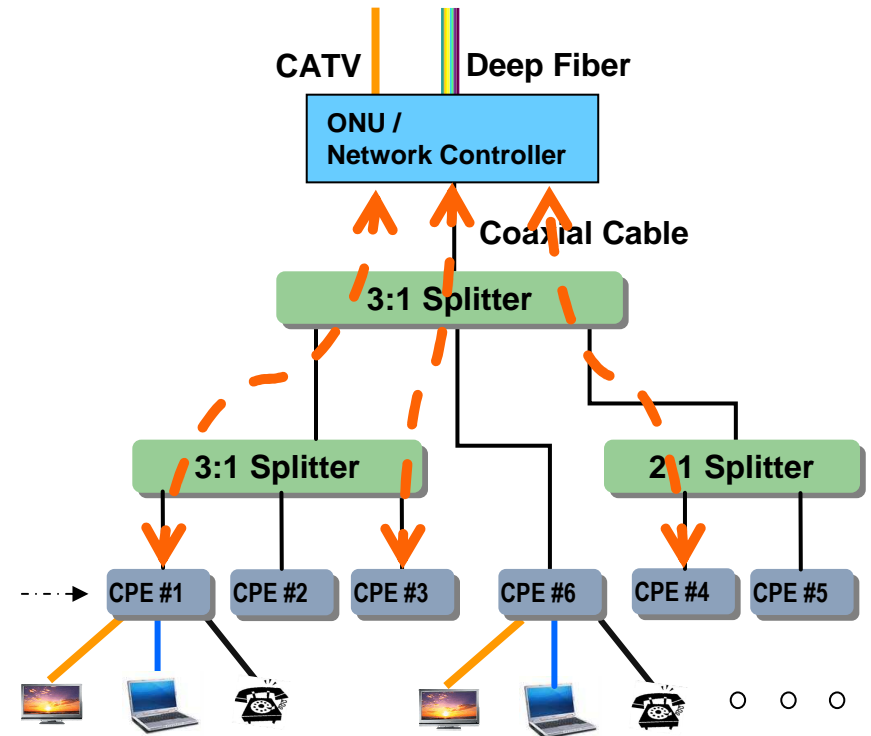 CATV
Deep Fiber
ONU /
Network Controller
Coaxial Cable
3:1 Splitter
3:1 Splitter
2:1 Splitter
CPE #1
CPE #2
CPE #3
CPE #6
CPE #4
CPE #5